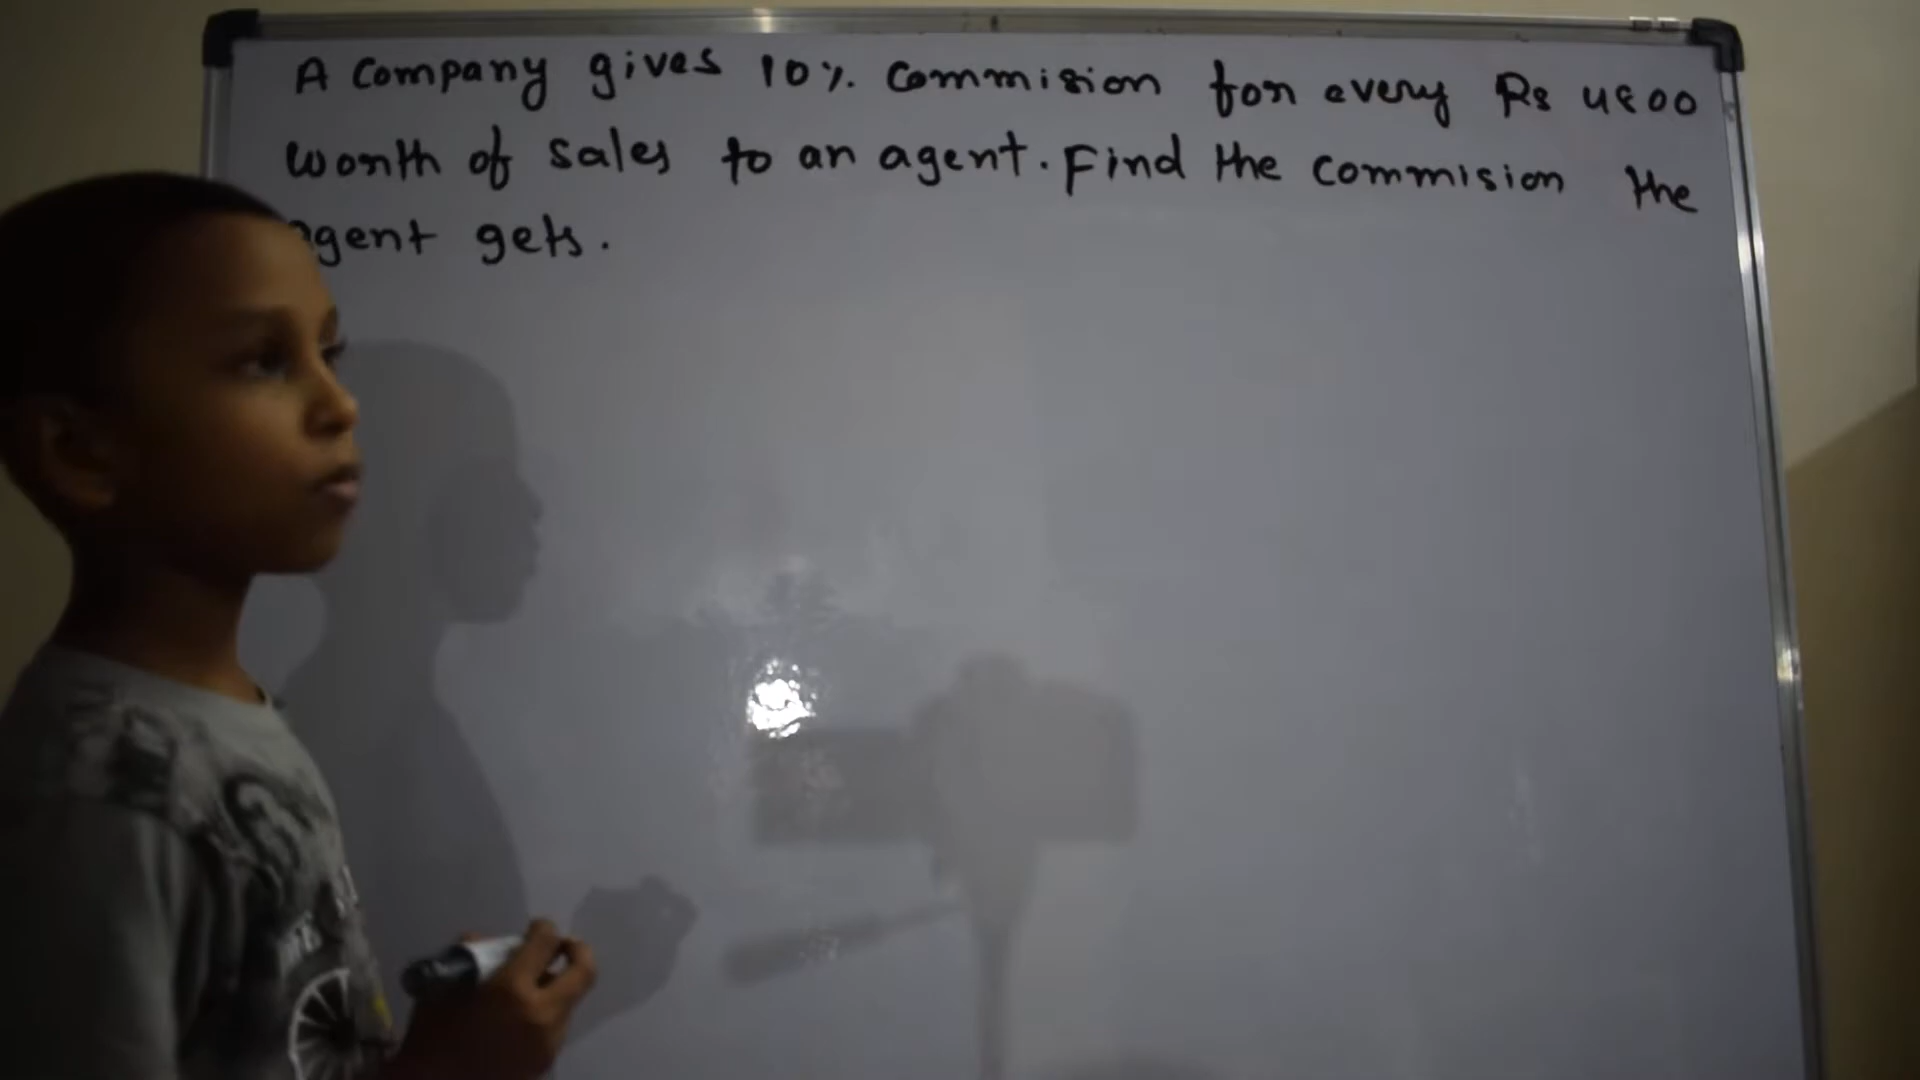 A Company gives 10% Commision for every Rs 4800
worth of sales to an agent. Find the commision the
agent gets.